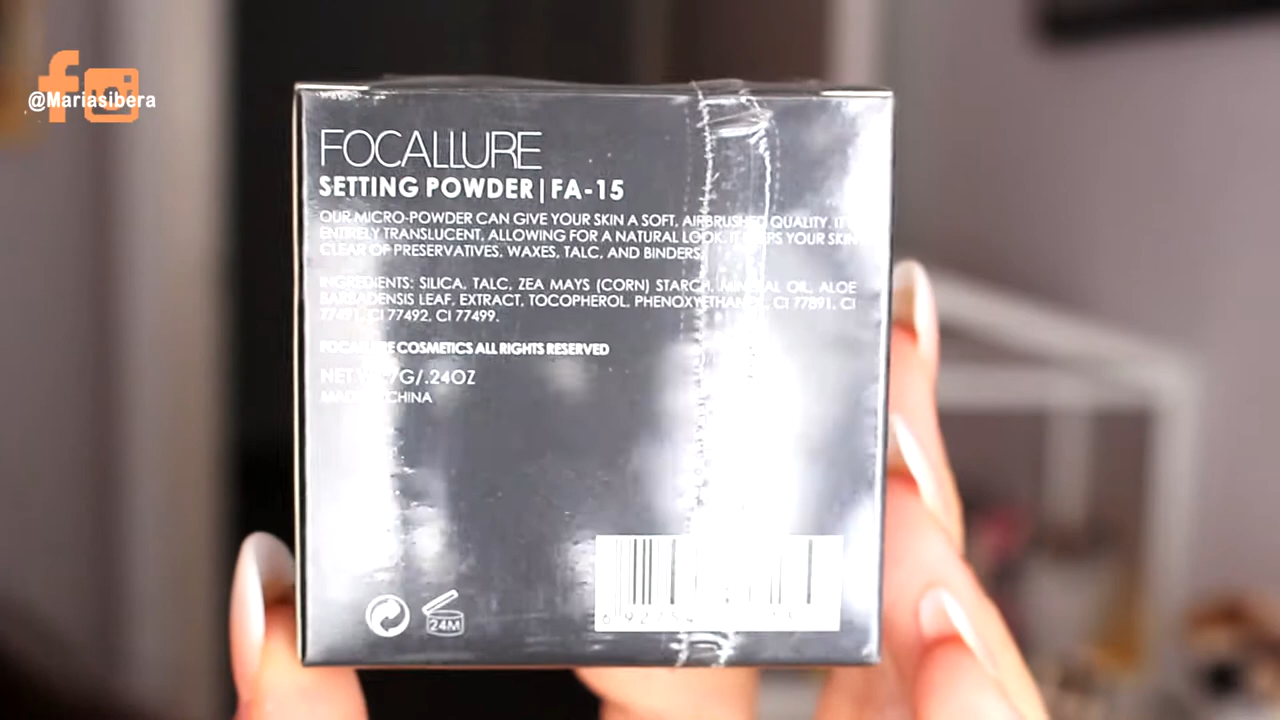 @Mariasibera
FOCALLURE
SETTING POWDER | FA-15
OUR MICRO-POWDER CAN GIVE YOUR SKIN A SOFT, AIRBRUSHED QUALITY.
ENTIRELY TRANSLUCENT, ALLOWING FOR A NATURAL LOOK. IT KEEPS YOUR SKIN
CLEAR OF PRESERVATIVES, WAXES, TALC, AND BINDERS.
INGREDIENTS: SILICA, TALC, ZEA MAYS (CORN) STARCH, MINERAL OIL, ALOE
BARBADENSIS LEAF, EXTRACT, TOCOPHEROL, PHENOXYETHANOL, CI 77891, CI
77491, CI 77492, CI 77499.
FOCALLURE COSMETICS ALL RIGHTS RESERVED
NET 7G/.24OZ
MADE IN CHINA
24M